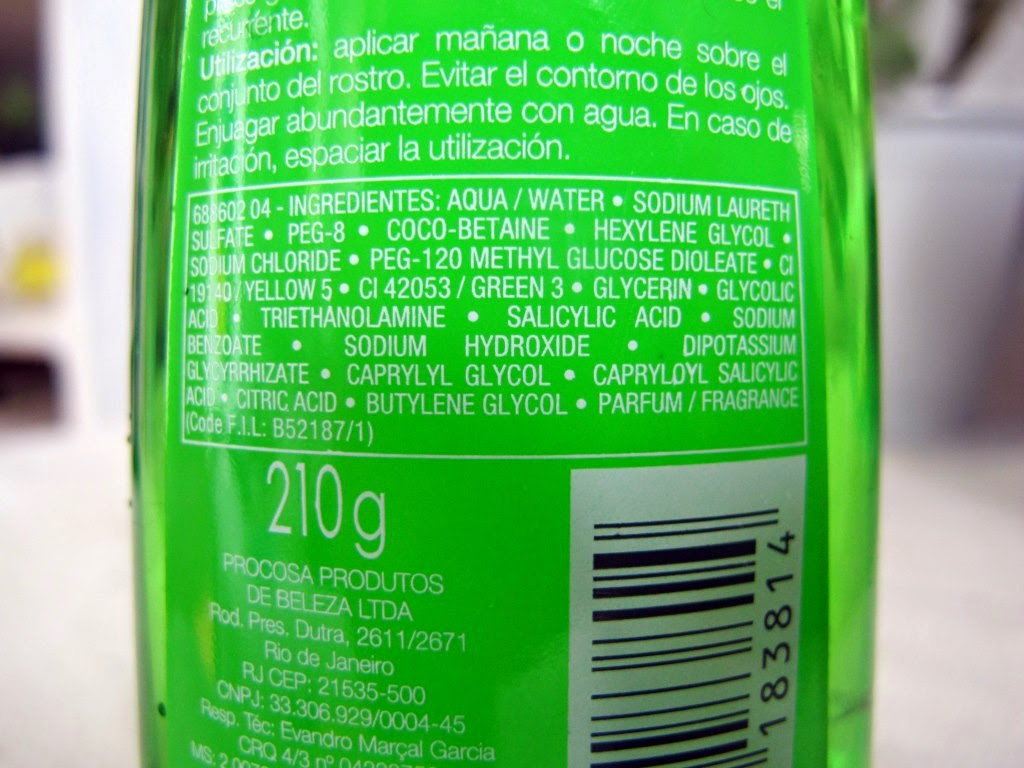 recurrente.
Utilización: aplicar mañana o noche sobre el
conjunto del rostro. Evitar el contorno de los ojos.
Enjuagar abundantemente con agua. En caso de
irritación, espaciar la utilización.
688602 04 - INGREDIENTES: AQUA / WATER • SODIUM LAURETH
SULFATE • PEG-8 • COCO-BETAINE • HEXYLENE GLYCOL •
SODIUM CHLORIDE • PEG-120 METHYL GLUCOSE DIOLEATE • CI
19140 / YELLOW 5 • CI 42053 / GREEN 3 • GLYCERIN • GLYCOLIC
ACID • TRIETHANOLAMINE • SALICYLIC ACID • SODIUM
BENZOATE • SODIUM HYDROXIDE • DIPOTASSIUM
GLYCYRRHIZATE • CAPRYLYL GLYCOL • CAPRYLOYL SALICYLIC
ACID • CITRIC ACID • BUTYLENE GLYCOL • PARFUM / FRAGRANCE
(Code F.I.L: B52187/1)
210g
PROCOSA PRODUTOS
DE BELEZA LTDA
Rod. Pres. Dutra, 2611/2671
Rio de Janeiro
RJ CEP: 21535-500
CNPJ: 33.306.929/0004-45
Resp. Téc: Evandro Marçal Garcia
CRQ 4/3 nº
MS:
183814